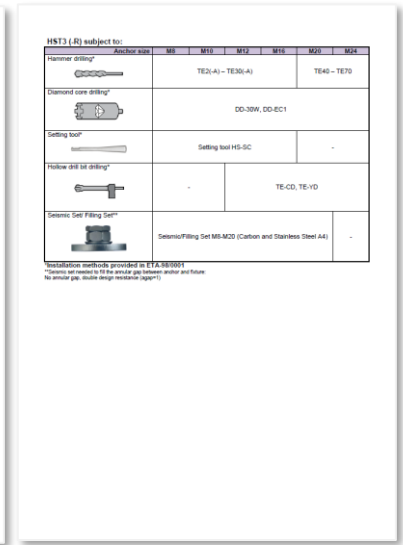 HST3 (-R) subject to:
Anchor size M8 M10 M12 M16 M20 M24
Hammer drilling*
TE2(-A) – TE30(-A) TE40 – TE70
Diamond core drilling*
DD-30W, DD-EC1
Setting tool*
Setting tool HS-SC -
Hollow drill bit drilling*
- TE-CD, TE-YD
Seismic Set/ Filling Set**
Seismic/Filling Set M8-M20 (Carbon and Stainless Steel A4) -
*Installation methods provided in ETA-98/0001
**Seismic set needed to fill the annular gap between anchor and fixture:
No annular gap, double design resistance (αgap=1)